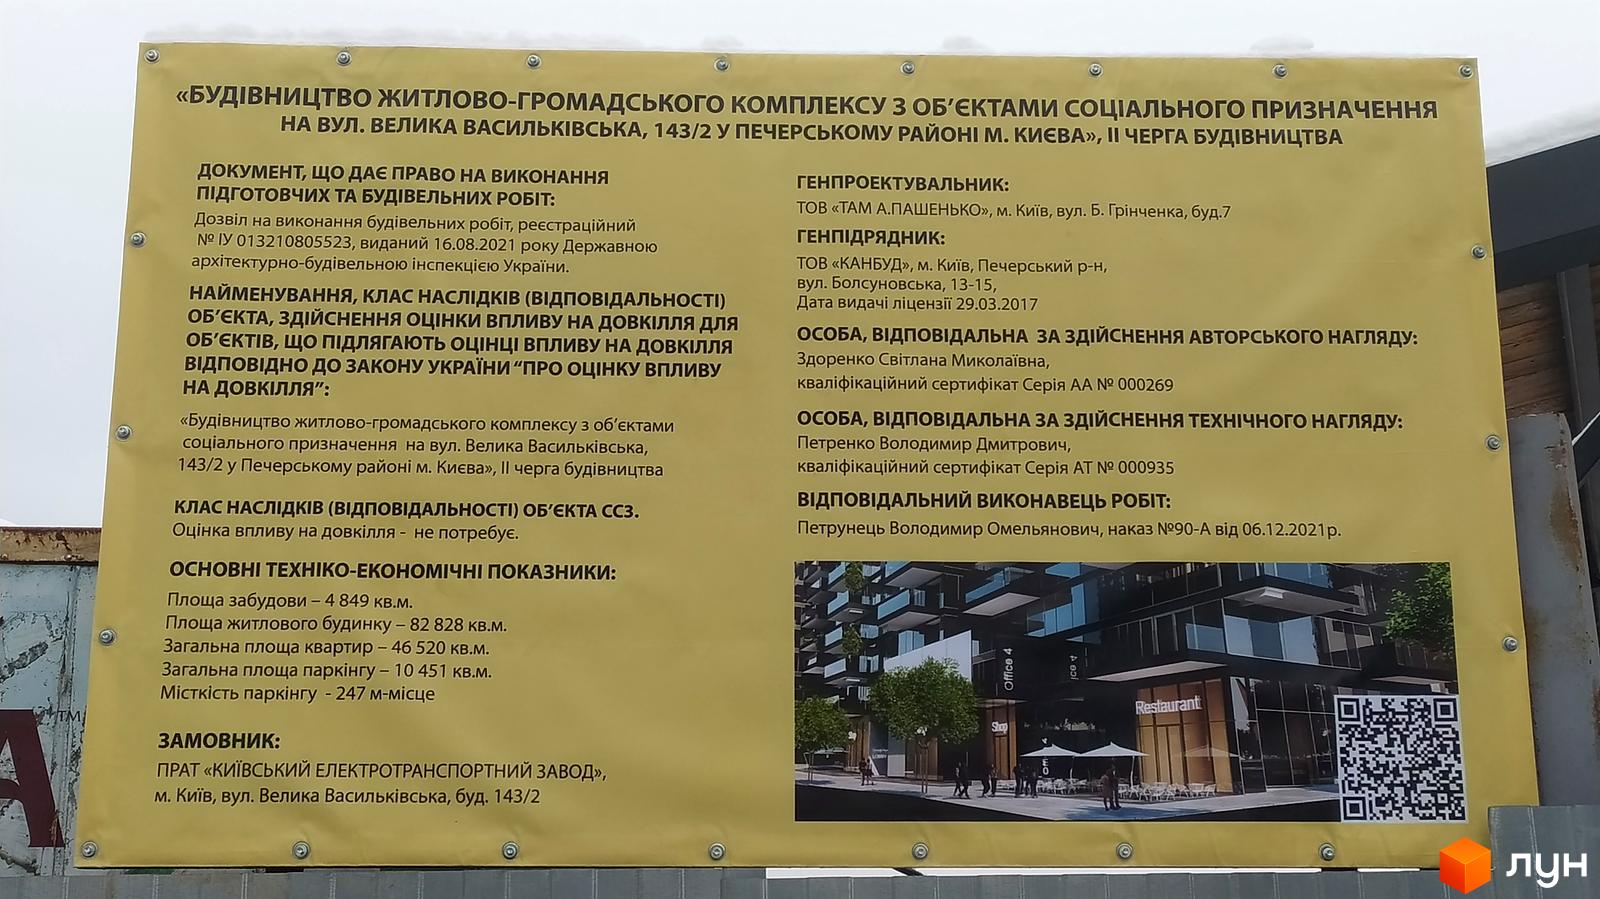 «БУДІВНИЦТВО ЖИТЛОВО-ГРОМАДСЬКОГО КОМПЛЕКСУ З ОБ’ЄКТАМИ СОЦІАЛЬНОГО ПРИЗНАЧЕННЯ
НА ВУЛ. ВЕЛИКА ВАСИЛЬКІВСЬКА, 143/2 У ПЕЧЕРСЬКОМУ РАЙОНІ М. КИЄВА», ІІ ЧЕРГА БУДІВНИЦТВА
ДОКУМЕНТ, ЩО ДАЄ ПРАВО НА ВИКОНАННЯ
ПІДГОТОВЧИХ ТА БУДІВЕЛЬНИХ РОБІТ:
Дозвіл на виконання будівельних робіт, реєстраційний
№ ІУ 013210805523, виданий 16.08.2021 року Державною
архітектурно-будівельною інспекцією України.
НАЙМЕНУВАННЯ, КЛАС НАСЛІДКІВ (ВІДПОВІДАЛЬНОСТІ)
ОБ’ЄКТА, ЗДІЙСНЕННЯ ОЦІНКИ ВПЛИВУ НА ДОВКІЛЛЯ ДЛЯ
ОБ’ЄКТІВ, ЩО ПІДЛЯГАЮТЬ ОЦІНЦІ ВПЛИВУ НА ДОВКІЛЛЯ
ВІДПОВІДНО ДО ЗАКОНУ УКРАЇНИ “ПРО ОЦІНКУ ВПЛИВУ
НА ДОВКІЛЛЯ”:
«Будівництво житлово-громадського комплексу з об’єктами
соціального призначення на вул. Велика Васильківська,
143/2 у Печерському районі м. Києва», ІІ черга будівництва
КЛАС НАСЛІДКІВ (ВІДПОВІДАЛЬНОСТІ) ОБ’ЄКТА СС3.
Оцінка впливу на довкілля - не потребує.
ОСНОВНІ ТЕХНІКО-ЕКОНОМІЧНІ ПОКАЗНИКИ:
Площа забудови – 4 849 кв.м.
Площа житлового будинку – 82 828 кв.м.
Загальна площа квартир – 46 520 кв.м.
Загальна площа паркінгу – 10 451 кв.м.
Місткість паркінгу - 247 м-місце
ЗАМОВНИК:
ПРАТ «КИЇВСЬКИЙ ЕЛЕКТРОТРАНСПОРТНИЙ ЗАВОД»,
м. Київ, вул. Велика Васильківська, буд. 143/2
ГЕНПРОЕКТУВАЛЬНИК:
ТОВ «ТАМ А.ПАШЕНЬКО», м. Київ, вул. Б. Грінченка, буд.7
ГЕНПІДРЯДНИК:
ТОВ «КАНБУД», м. Київ, Печерський р-н,
вул. Болсуновська, 13-15,
Дата видачі ліцензії 29.03.2017
ОСОБА, ВІДПОВІДАЛЬНА ЗА ЗДІЙСНЕННЯ АВТОРСЬКОГО НАГЛЯДУ:
Здоренко Світлана Миколаївна,
кваліфікаційний сертифікат Серія АА № 000269
ОСОБА, ВІДПОВІДАЛЬНА ЗА ЗДІЙСНЕННЯ ТЕХНІЧНОГО НАГЛЯДУ:
Петренко Володимир Дмитрович,
кваліфікаційний сертифікат Серія АТ № 000935
ВІДПОВІДАЛЬНИЙ ВИКОНАВЕЦЬ РОБІТ:
Петрунець Володимир Омельянович, наказ №90-А від 06.12.2021р.
Office 4
ice 4
Shop
Restaurant
А ™
лун